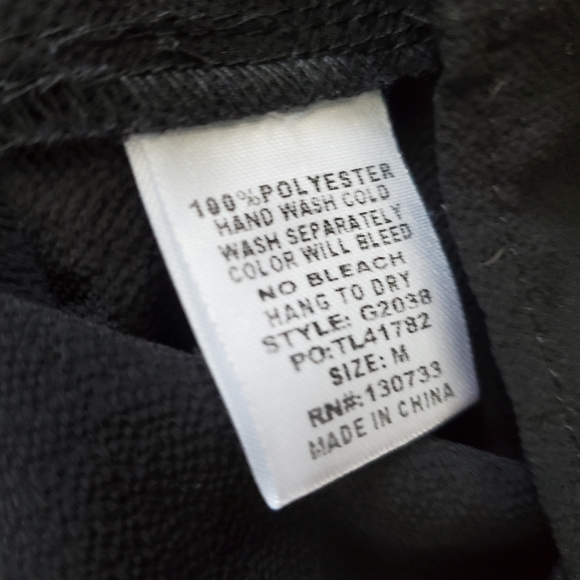 100% POLYESTER
HAND WASH COLD
WASH SEPARATELY
COLOR WILL BLEED
NO BLEACH
HANG TO DRY
STYLE: G2038
PO:TL41782
SIZE: M
RN#:130733
MADE IN CHINA